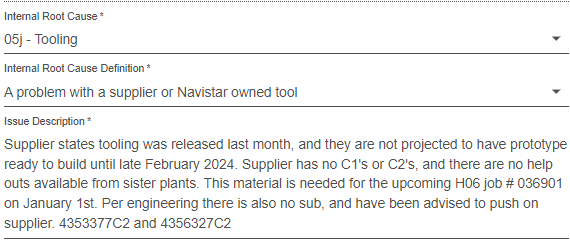 Internal Root Cause *
05j - Tooling
Internal Root Cause Definition *
A problem with a supplier or Navistar owned tool
Issue Description *
Supplier states tooling was released last month, and they are not projected to have prototype
ready to build until late February 2024. Supplier has no C1's or C2's, and there are no help
outs available from sister plants. This material is needed for the upcoming H06 job # 036901
on January 1st. Per engineering there is also no sub, and have been advised to push on
supplier. 4353377C2 and 4356327C2